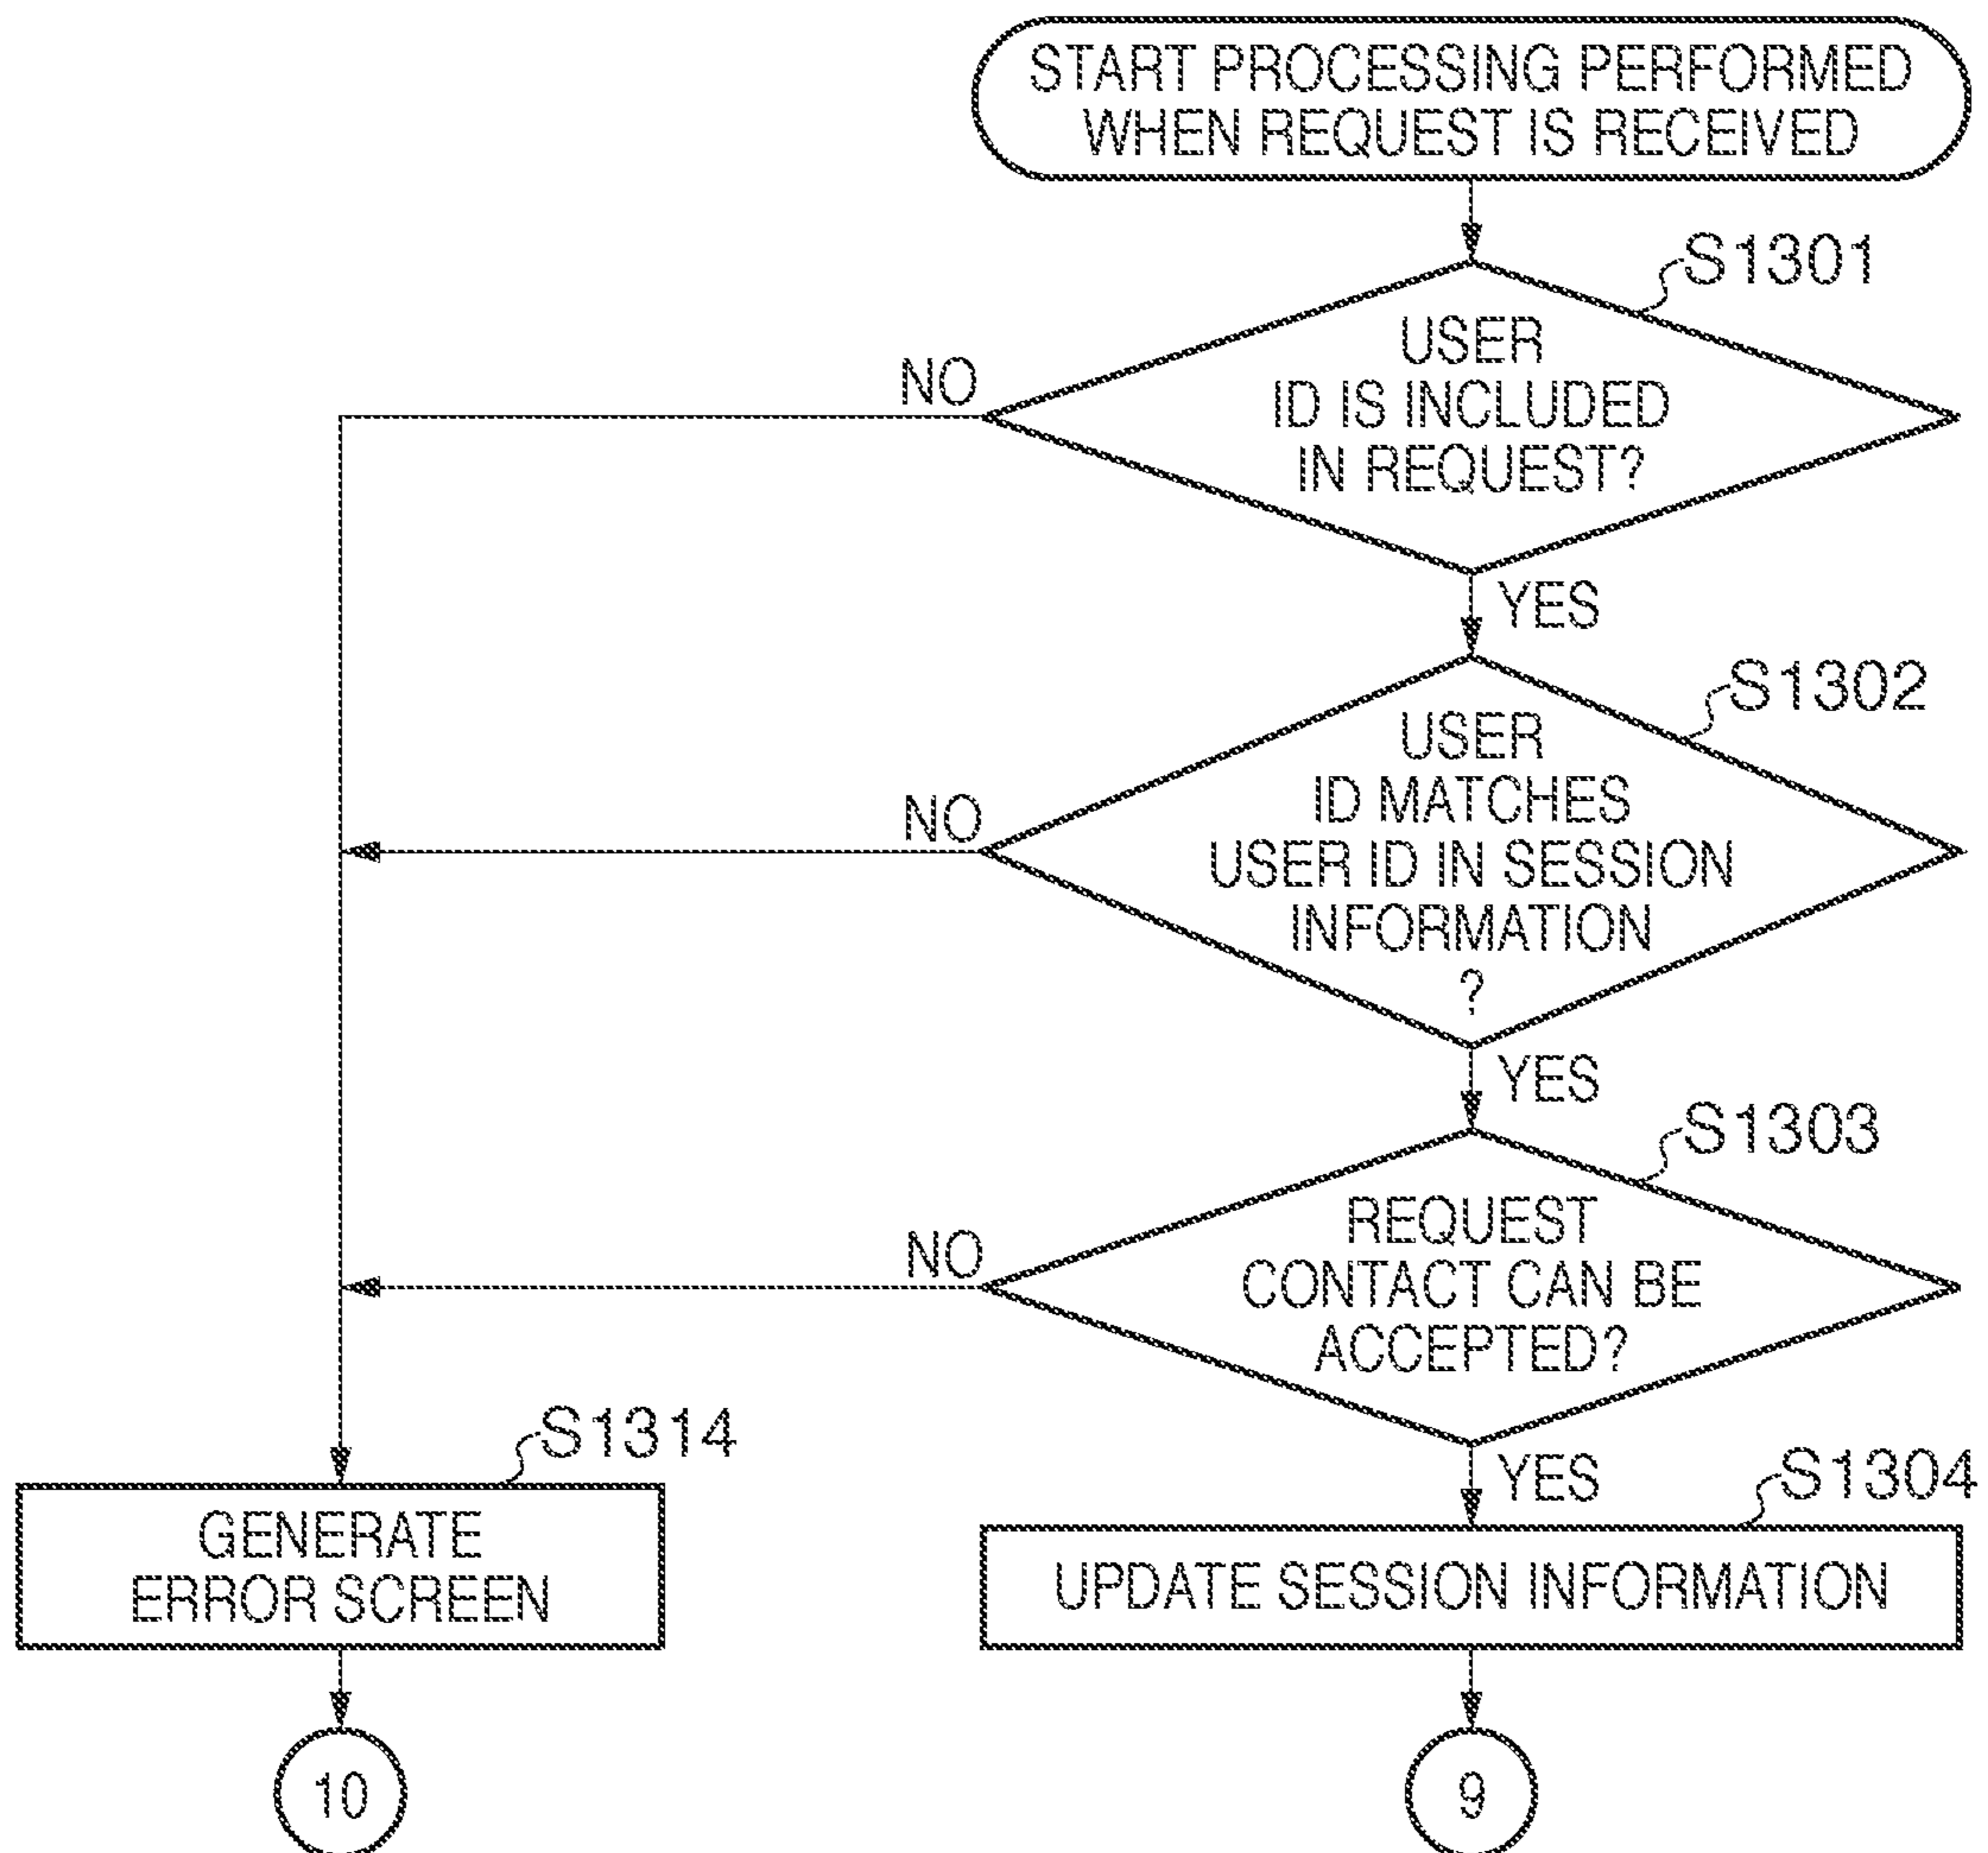 START PROCESSING PERFORMED
WHEN REQUEST IS RECEIVED
S1301
USER
ID IS INCLUDED
IN REQUEST?
NO
YES
S1302
USER
ID MATCHES
USER ID IN SESSION
INFORMATION
?
NO
YES
S1303
REQUEST
CONTACT CAN BE
ACCEPTED?
NO
YES
S1314
GENERATE
ERROR SCREEN
S1304
UPDATE SESSION INFORMATION
10
9